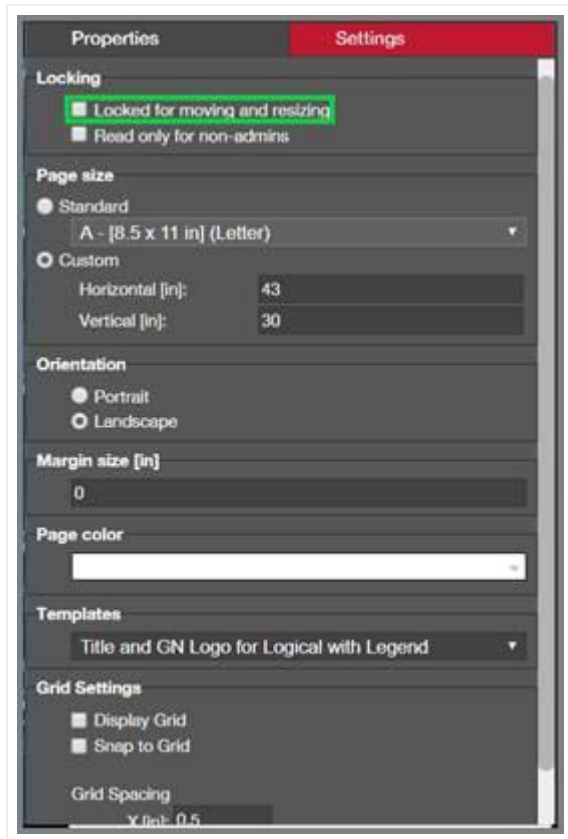 Properties Settings
Locking
Locked for moving and resizing
Read only for non-admins
Page size
Standard
A - [8.5 x 11 in] (Letter)
Custom
Horizontal [in]: 43
Vertical [in]: 30
Orientation
Portrait
Landscape
Margin size [in]
0
Page color
Templates
Title and GN Logo for Logical with Legend
Grid Settings
Display Grid
Snap to Grid
Grid Spacing
X [in]: 0.5